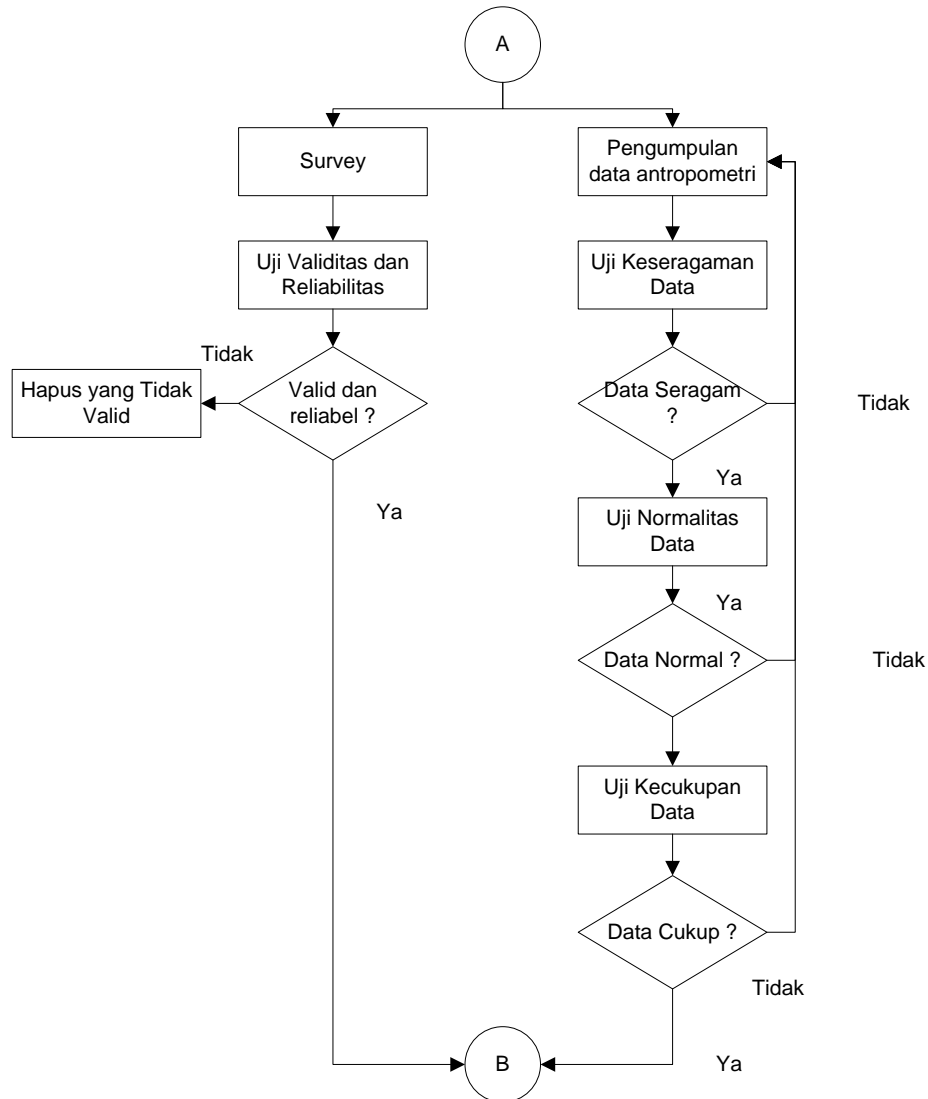 A
Survey
Uji Validitas dan
Reliabilitas
Tidak
Valid dan
reliabel ?
Hapus yang Tidak
Valid
Ya
Pengumpulan
data antropometri
Uji Keseragaman
Data
Data Seragam
?
Tidak
Ya
Uji Normalitas
Data
Ya
Data Normal ?
Tidak
Uji Kecukupan
Data
Data Cukup ?
Tidak
Ya
B